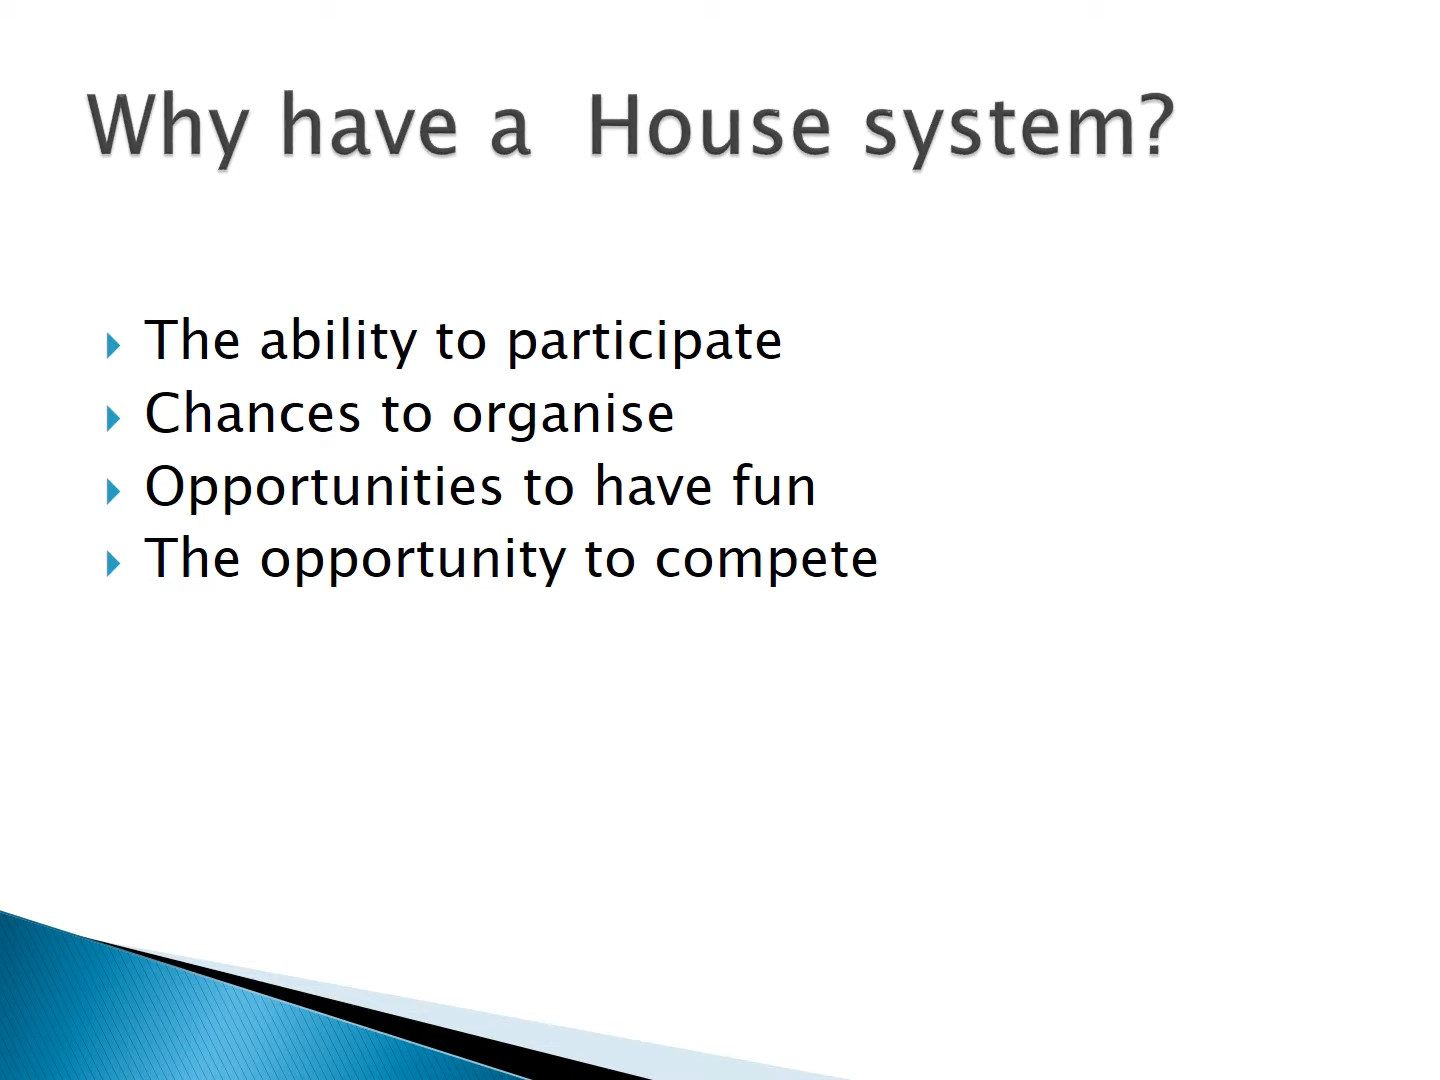 Why have a  House system?
The ability to participate
Chances to organise
Opportunities to have fun
The opportunity to compete